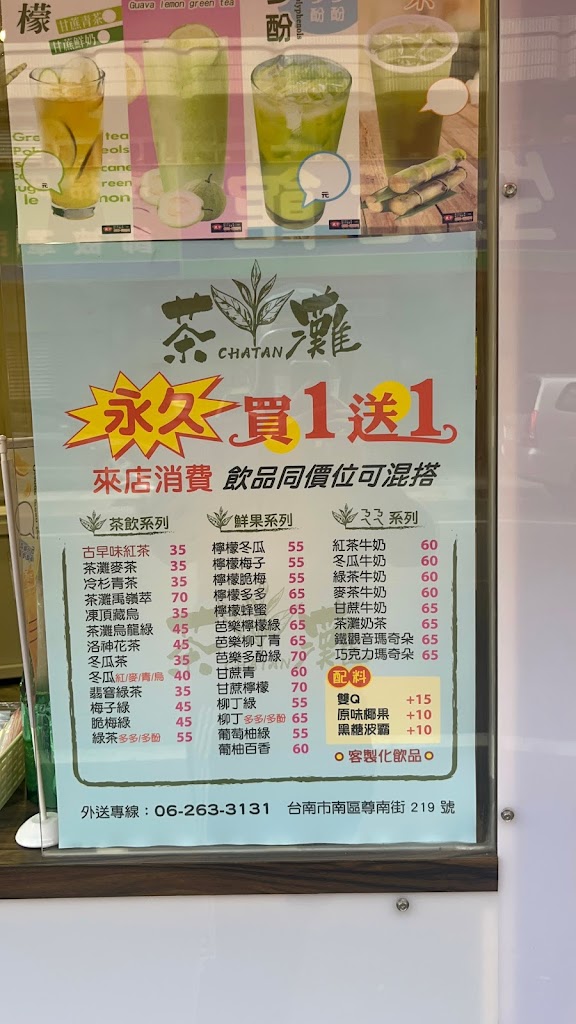 檬
甘蔗青茶
甘蔗鮮奶
Guava lemon green tea
酚
元
茶 CHATAN 灘
永久買1送1
來店消費 飲品同價位可混搭
茶飲系列
古早味紅茶 35
茶灘麥茶 35
冷杉青茶 35
茶灘禹嶺萃 70
凍頂藏烏 35
茶灘烏龍綠 45
洛神花茶 45
冬瓜茶 35
冬瓜紅/麥/青/烏 40
翡窨綠茶 35
梅子綠 45
脆梅綠 45
綠茶多多/多酚 55
鮮果系列
檸檬冬瓜 55
檸檬梅子 55
檸檬脆梅 55
檸檬多多 65
檸檬蜂蜜 65
芭樂檸檬綠 65
芭樂柳丁青 65
芭樂多酚綠 70
甘蔗青 60
甘蔗檸檬 70
柳丁綠 55
柳丁多多/多酚 65
葡萄柚綠 55
葡柚百香 60
ㄋㄟㄋㄟ系列
紅茶牛奶 60
冬瓜牛奶 60
綠茶牛奶 60
麥茶牛奶 60
甘蔗牛奶 65
茶灘奶茶 65
鐵觀音瑪奇朵 65
巧克力瑪奇朵 65
配料
雙Q +15
原味椰果 +10
黑糖波霸 +10
客製化飲品
外送專線：06-263-3131 台南市南區尊南街 219 號